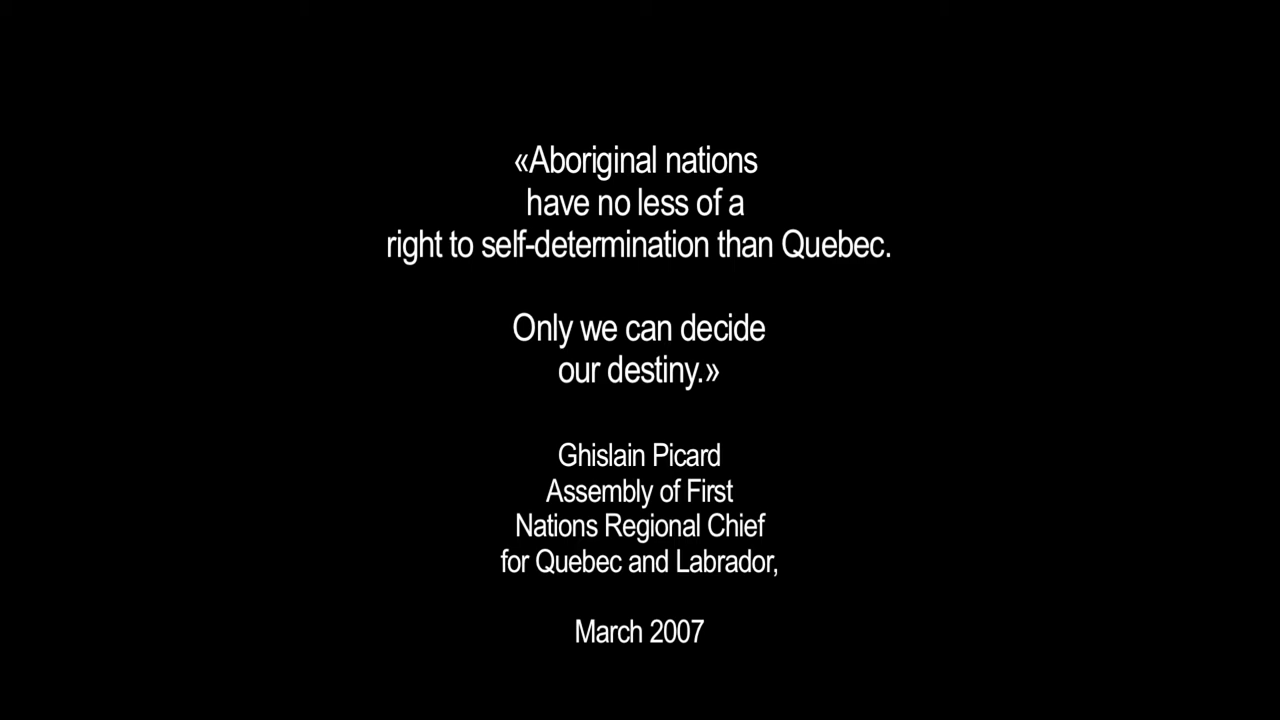 «Aboriginal nations
have no less of a
right to self-determination than Quebec.
Only we can decide
our destiny.»
Ghislain Picard
Assembly of First
Nations Regional Chief
for Quebec and Labrador,
March 2007